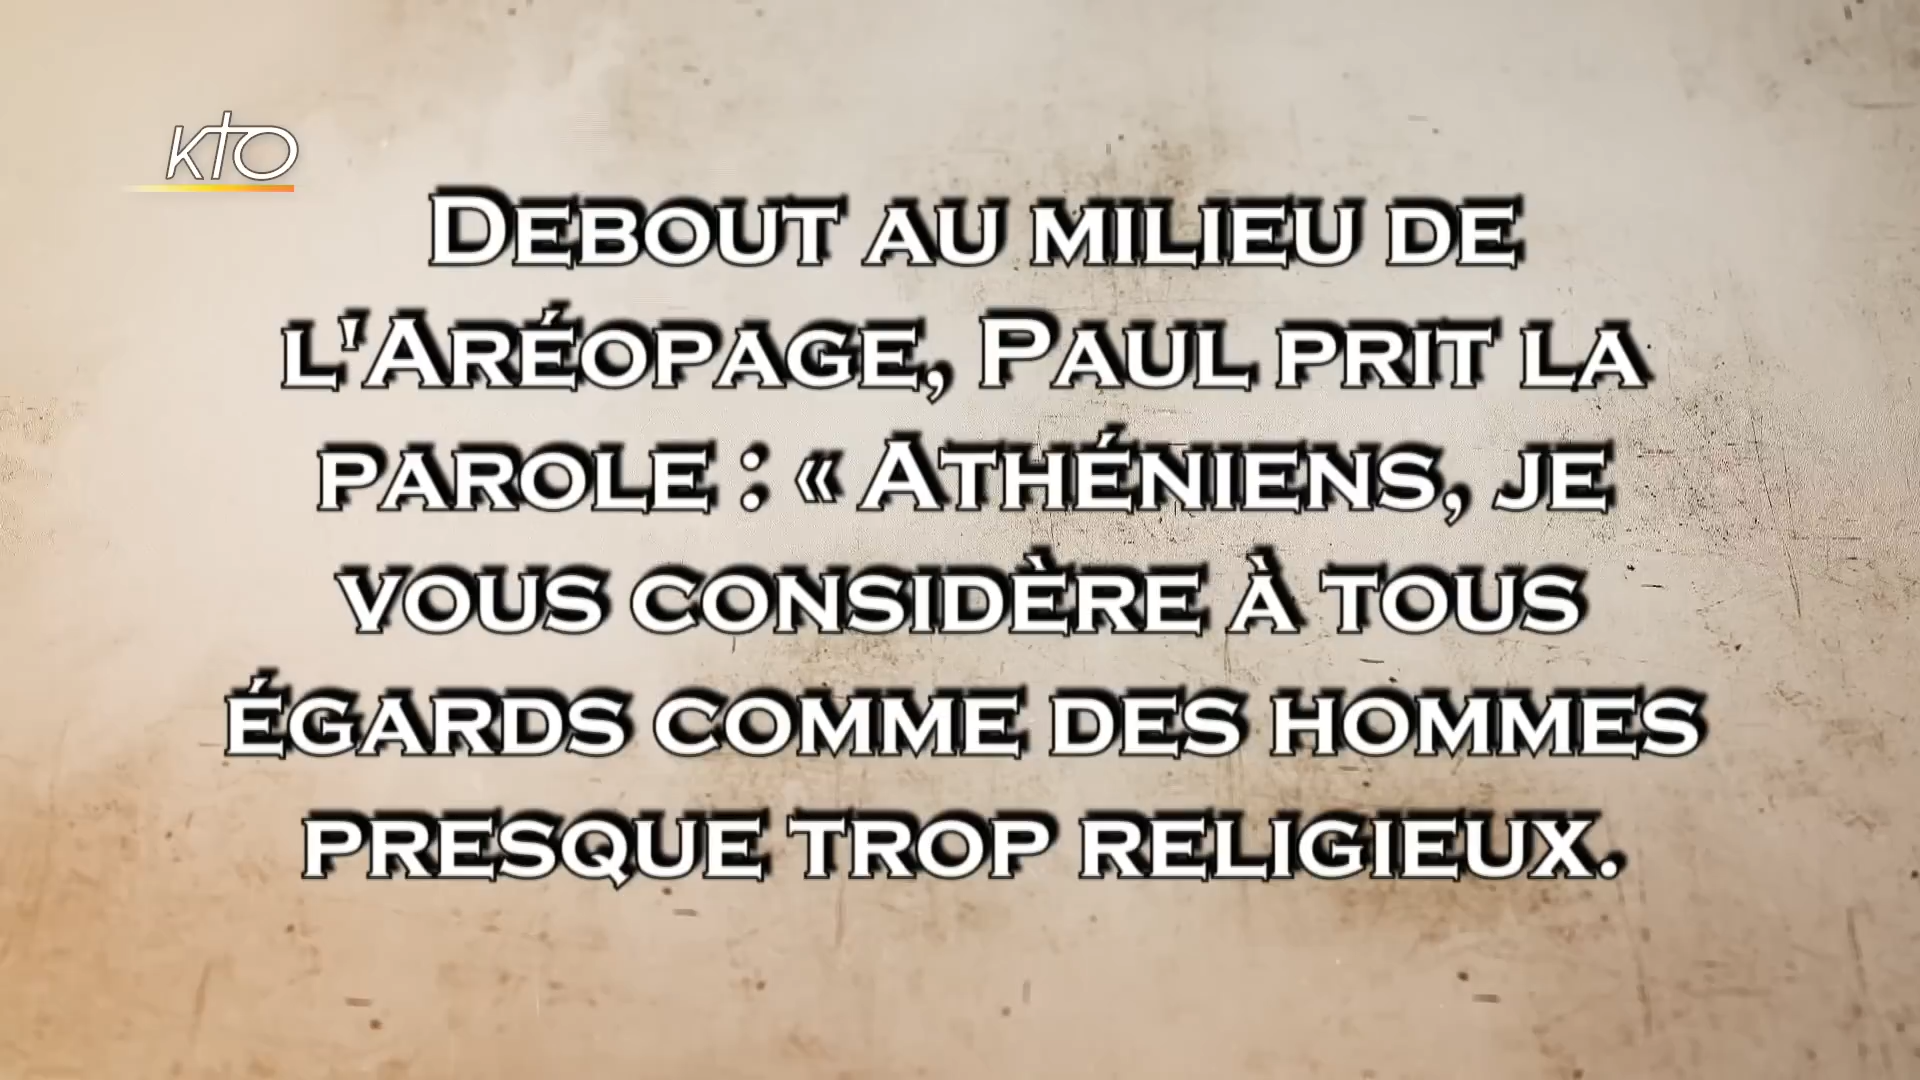 KTO
Debout au milieu de
l'Aréopage, Paul prit la
parole : « Athéniens, je
vous considère à tous
égards comme des hommes
presque trop religieux.